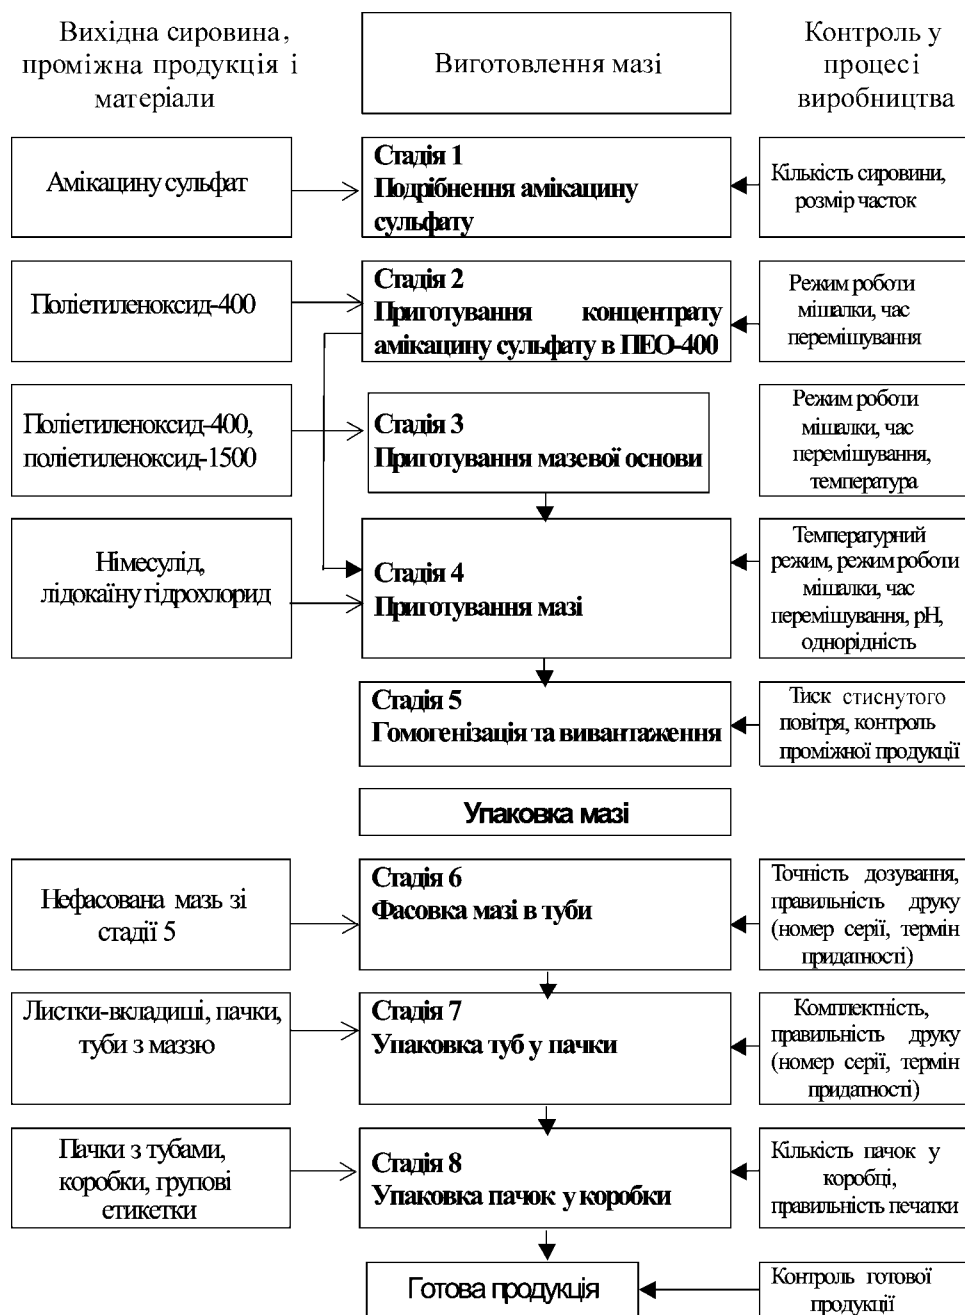 Вихідна сировина,
проміжна продукція і
матеріали
Виготовлення мазі
Контроль у
процесі
виробництва
Амікацину сульфат
Стадія 1
Подрібнення амікацину
сульфату
Кількість сировини,
розмір часток
Поліетиленоксид-400
Стадія 2
Приготування концентрату
амікацину сульфату в ПЕО-400
Режим роботи
мішалки, час
перемішування
Поліетиленоксид-400,
поліетиленоксид-1500
Стадія 3
Приготування мазевої основи
Режим роботи
мішалки, час
перемішування,
температура
Німесулід,
лідокаїну гідрохлорид
Стадія 4
Приготування мазі
Температурний
режим, режим роботи
мішалки, час
перемішування, рН,
однорідність
Стадія 5
Гомогенізація та вивантаження
Тиск стиснутого
повітря, контроль
проміжної продукції
Упаковка мазі
Нефасована мазь зі
стадії 5
Стадія 6
Фасовка мазі в туби
Точність дозування,
правильність друку
(номер серії, термін
придатності)
Листки-вкладиші, пачки,
туби з маззю
Стадія 7
Упаковка туб у пачки
Комплектність,
правильність друку
(номер серії, термін
придатності)
Пачки з тубами,
коробки, групові
етикетки
Стадія 8
Упаковка пачок у коробки
Кількість пачок у
коробці,
правильність печатки
Готова продукція
Контроль готової
продукції